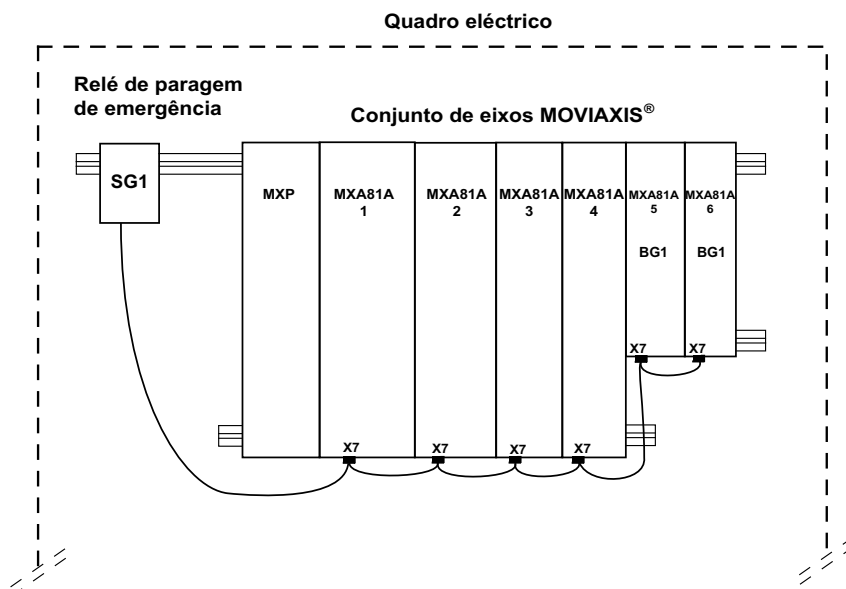 Quadro eléctrico
Relé de paragem
de emergência
Conjunto de eixos MOVIAXIS®
SG1
MXP
MXA81A
1
MXA81A
2
MXA81A
3
MXA81A
4
MXA81A
5
MXA81A
6
BG1
BG1
X7
X7
X7
X7
X7
X7